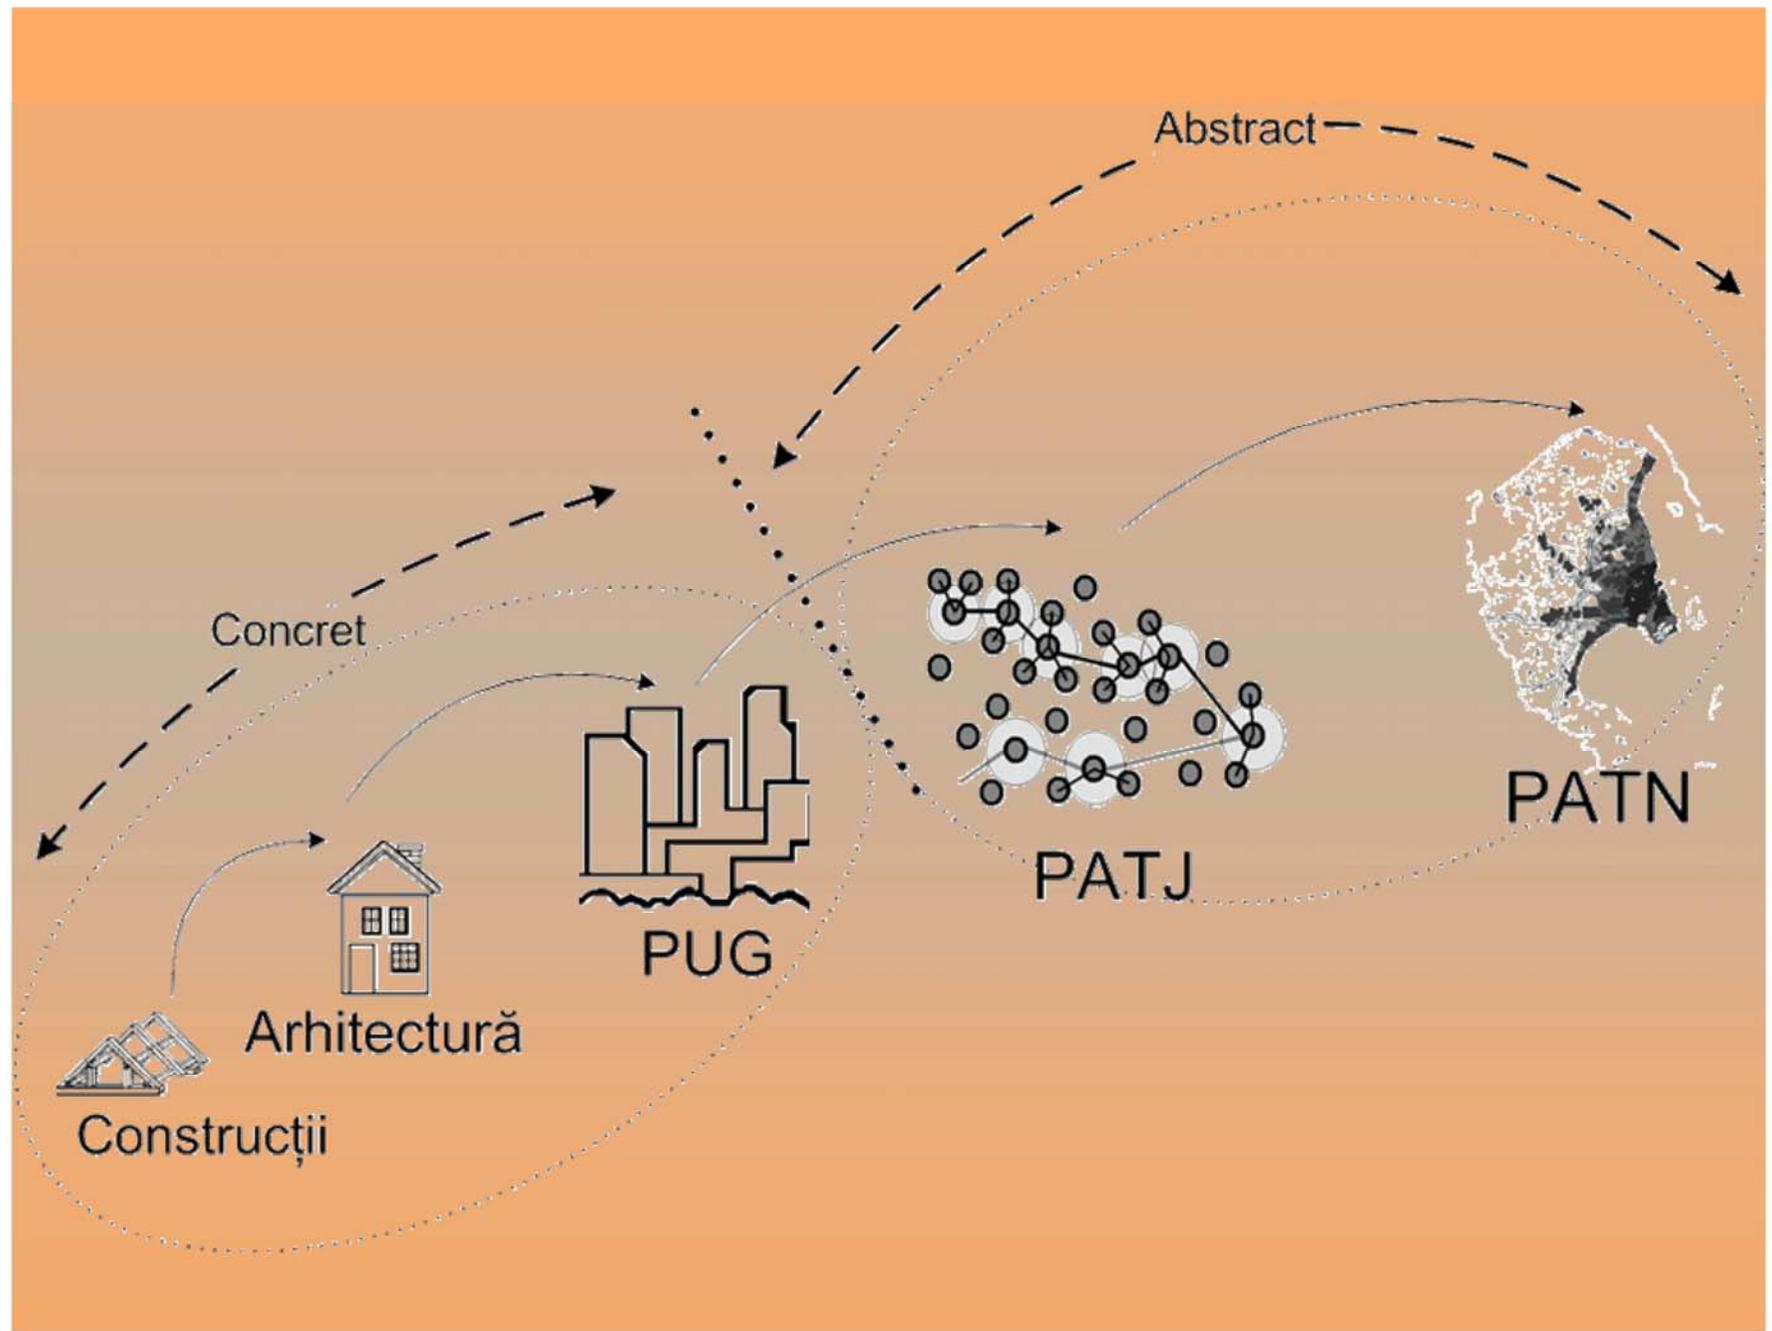 Abstract
Concret
PATN
PATJ
PUG
Arhitectură
Construcții